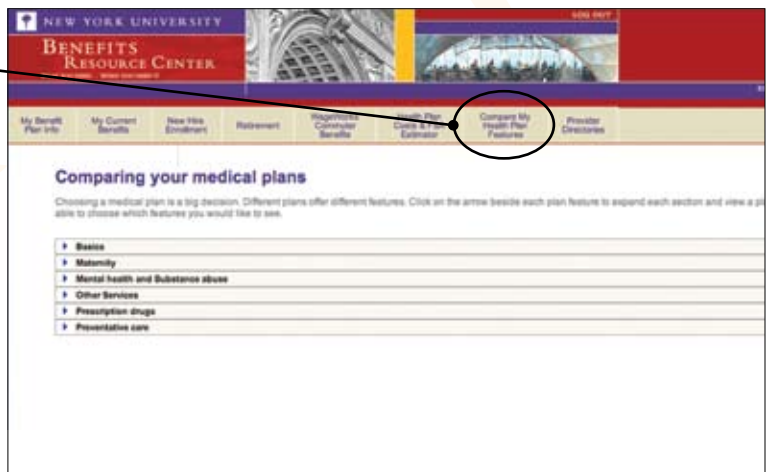 NEW YORK UNIVERSITY
LOG OUT
BENEFITS
RESOURCE CENTER
My Benefit Plan Info
My Current Benefits
New Hire Enrollment
Retirement
WageWorks Commuter Benefits
Health Plan Costs & Plan Estimator
Compare My Health Plan Features
Provider Directories
Comparing your medical plans
Choosing a medical plan is a big decision. Different plans offer different features. Click on the arrow beside each plan feature to expand each section and view a
able to choose which features you would like to see.
Basics
Maternity
Mental health and Substance abuse
Other Services
Prescription drugs
Preventative care